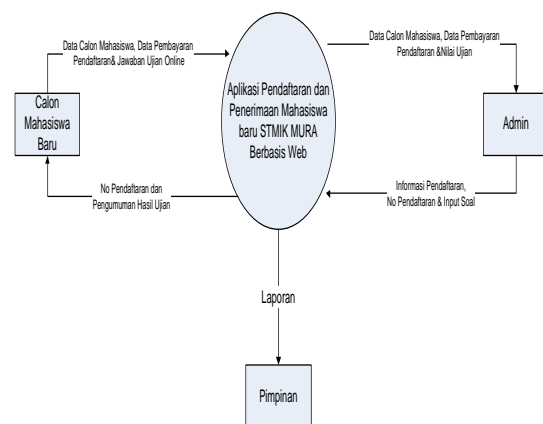 Data Calon Mahasiswa, Data Pembayaran
Pendaftaran& Jawaban Ujian Online
Data Calon Mahasiswa, Data Pembayaran
Pendaftaran &Nilai Ujian
Calon
Mahasiswa
Baru
Aplikasi Pendaftaran dan
Penerimaan Mahasiswa
baru STMIK MURA
Berbasis Web
Admin
No Pendaftaran dan
Pengumuman Hasil Ujian
Informasi Pendaftaran,
No Pendaftaran & Input Soal
Laporan
Pimpinan